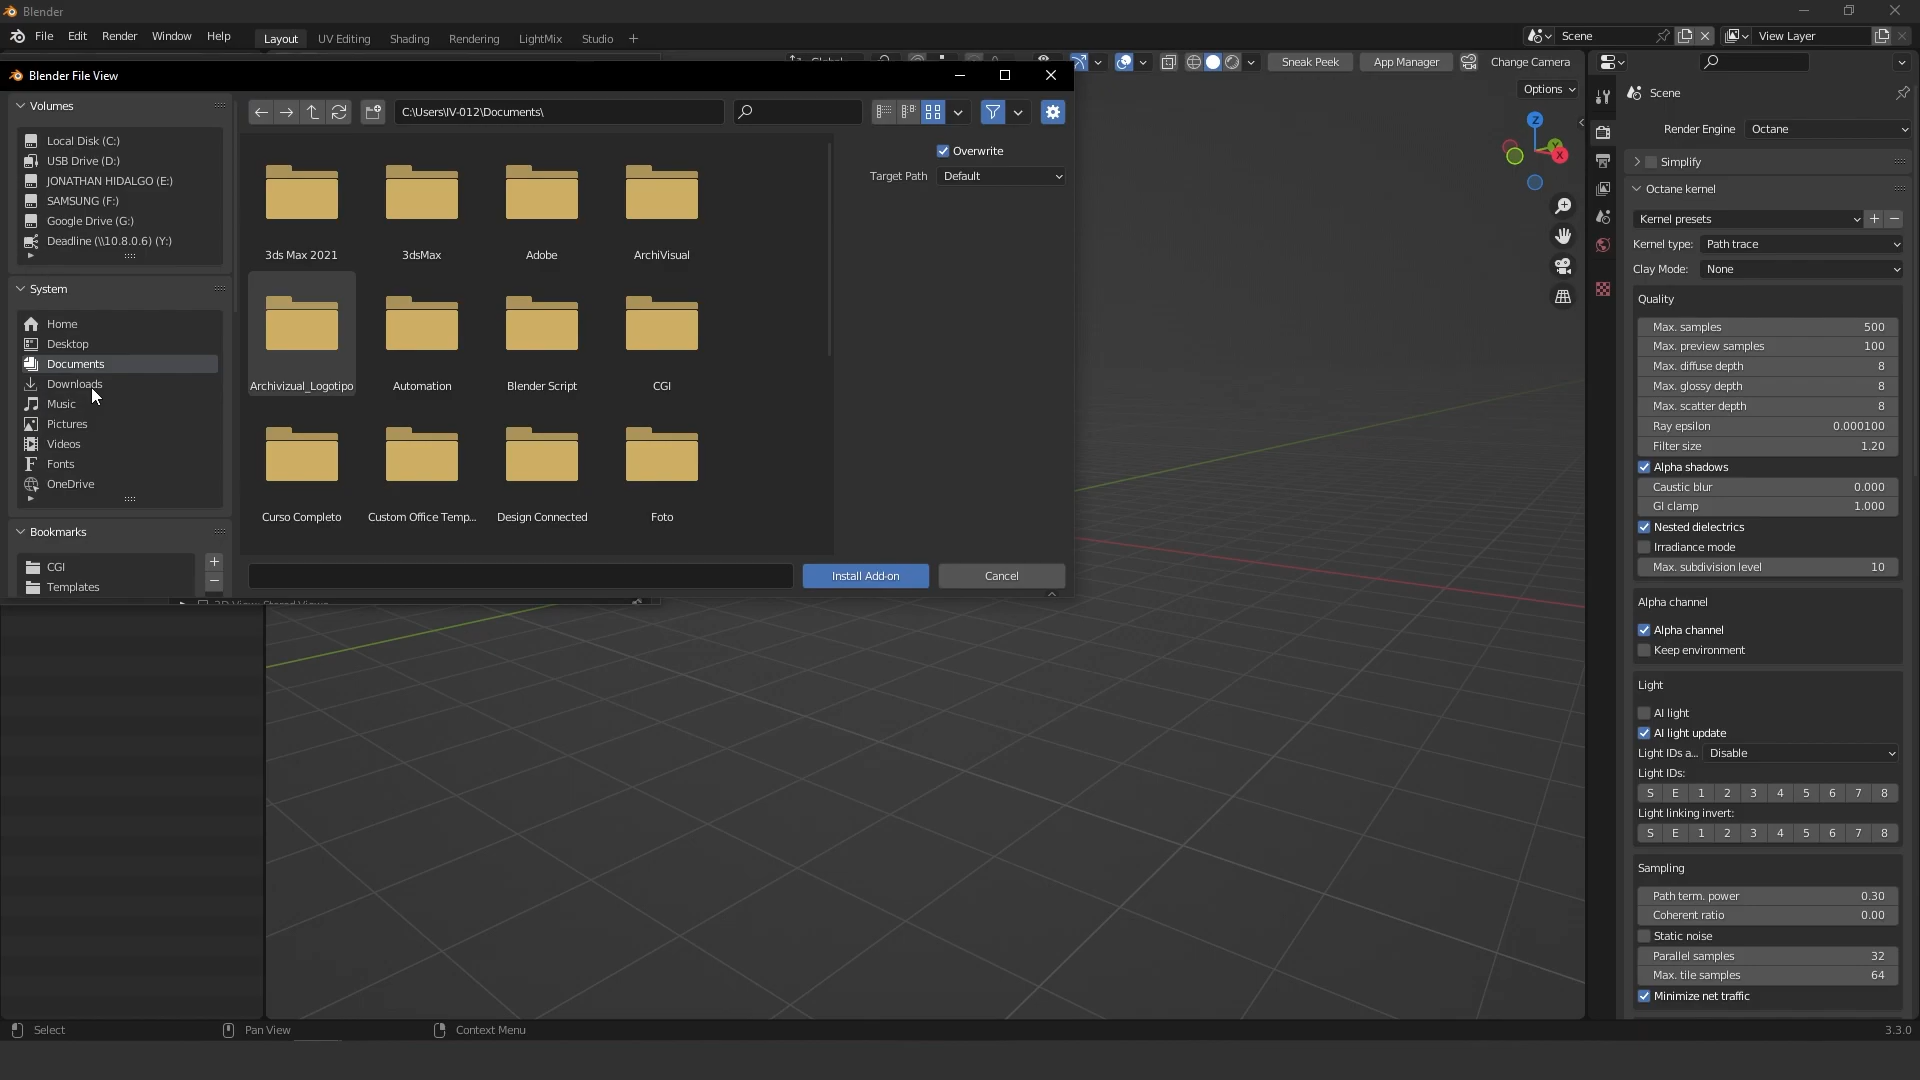 Blender
File Edit Render Window Help Layout UV Editing Shading Rendering LightMix Studio + Scene View Layer
Sneak Peek App Manager Change Camera
Blender File View
Options
Z
Y
X
Volumes
Local Disk (C:)
USB Drive (D:)
JONATHAN HIDALGO (E:)
SAMSUNG (F:)
Google Drive (G:)
Deadline (\\10.8.0.6) (Y:)
System
Home
Desktop
Documents
Downloads
Music
Pictures
Videos
Fonts
OneDrive
Bookmarks
CGI
Templates
C:\Users\IV-012\Documents\
3ds Max 2021 3dsMax Adobe ArchiVisual
Archivizual_Logotipo Automation Blender Script CGI
Curso Completo Custom Office Temp... Design Connected Foto
Overwrite
Target Path Default
Install Add-on Cancel
Scene
Render Engine Octane
Simplify
Octane kernel
Kernel presets
Kernel type: Path trace
Clay Mode: None
Quality
Max. samples 500
Max. preview samples 100
Max. diffuse depth 8
Max. glossy depth 8
Max. scatter depth 8
Ray epsilon 0.000100
Filter size 1.20
Alpha shadows
Caustic blur 0.000
GI clamp 1.000
Nested dielectrics
Irradiance mode
Max. subdivision level 10
Alpha channel
Alpha channel
Keep environment
Light
AI light
AI light update
Light IDs a... Disable
Light IDs:
S E 1 2 3 4 5 6 7 8
Light linking invert:
S E 1 2 3 4 5 6 7 8
Sampling
Path term. power 0.30
Coherent ratio 0.00
Static noise
Parallel samples 32
Max. tile samples 64
Minimize net traffic
Select Pan View Context Menu 3.3.0